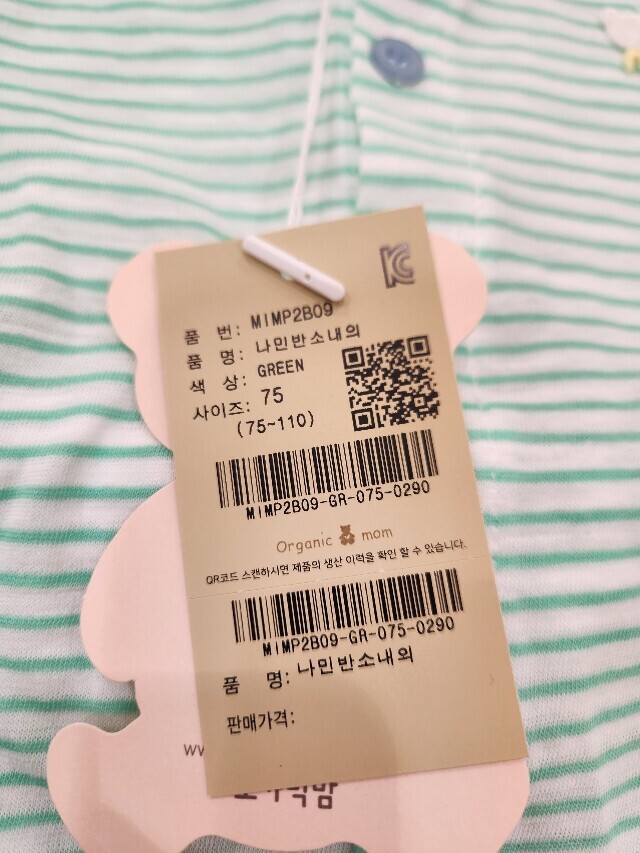 KC
품 번: MIMP2B09
품 명: 나민반소내의
색 상: GREEN
사이즈: 75
(75~110)
MIMP2B09-GR-075-0290
Organic mom
QR코드 스캔하시면 제품의 생산 이력을 확인 할 수 있습니다.
MIMP2B09-GR-075-0290
품 명: 나민반소내의
판매가격: